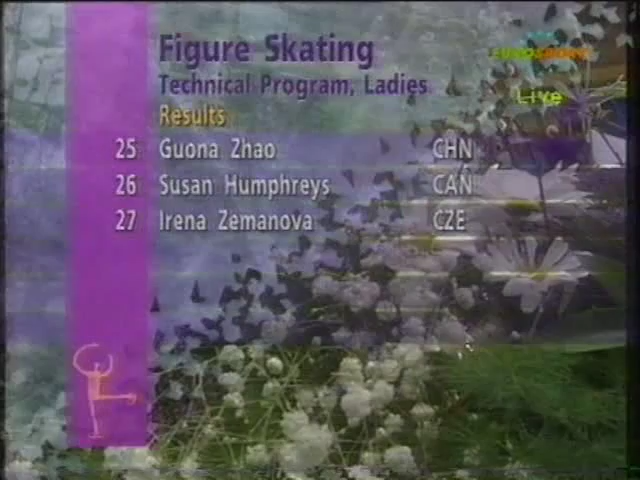 Figure Skating
EUROSPORT
Technical Program, Ladies
Live
Results
25 Guona Zhao CHN
26 Susan Humphreys CAN
27 Irena Zemanova CZE